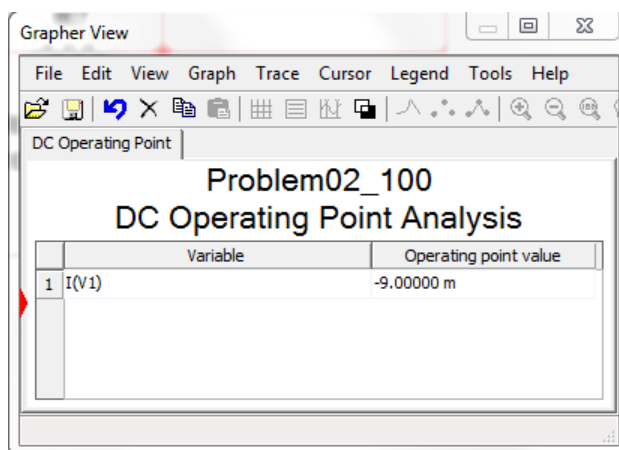 Grapher View
File Edit View Graph Trace Cursor Legend Tools Help
DC Operating Point
Problem02_100
DC Operating Point Analysis
Variable Operating point value
1 I(V1) -9.00000 m